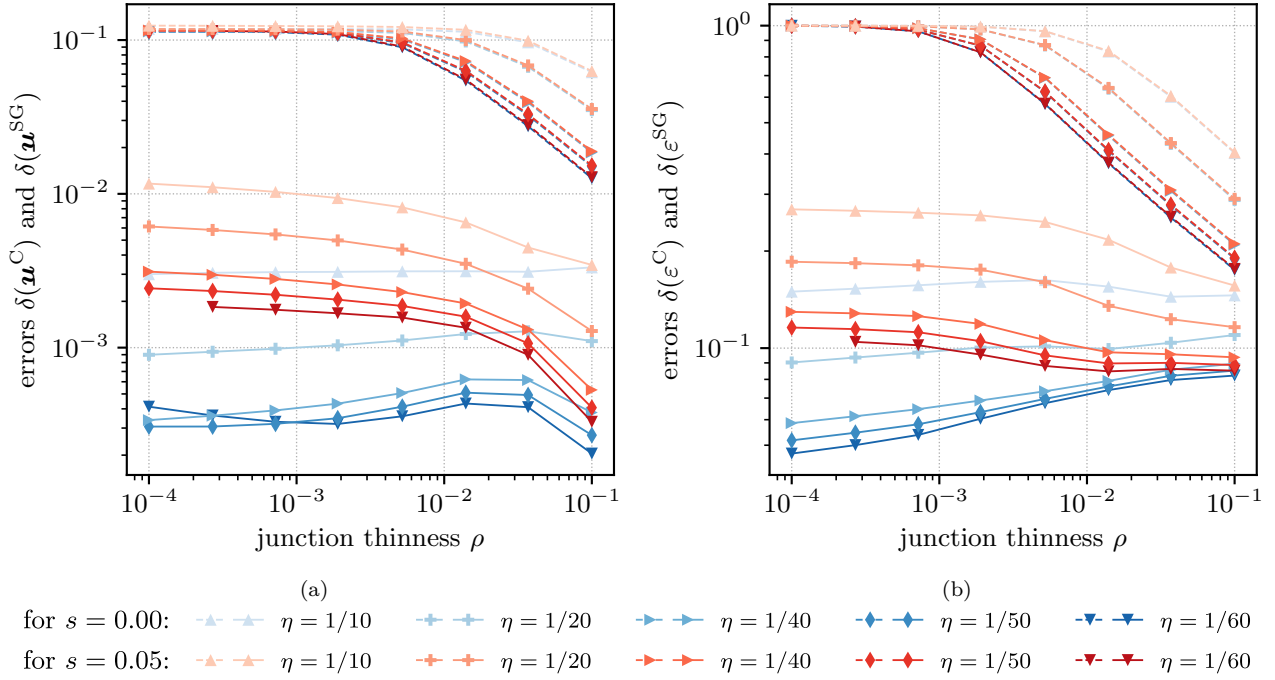 errors δ(𝒖^C) and δ(𝒖^SG)
10⁻¹
10⁻²
10⁻³
10⁻⁴
10⁻³
10⁻²
10⁻¹
junction thinness ρ
(a)
errors δ(ε^C) and δ(ε^SG)
10⁰
10⁻¹
10⁻⁴
10⁻³
10⁻²
10⁻¹
junction thinness ρ
(b)
for s = 0.00: η = 1/10 η = 1/20 η = 1/40 η = 1/50 η = 1/60
for s = 0.05: η = 1/10 η = 1/20 η = 1/40 η = 1/50 η = 1/60